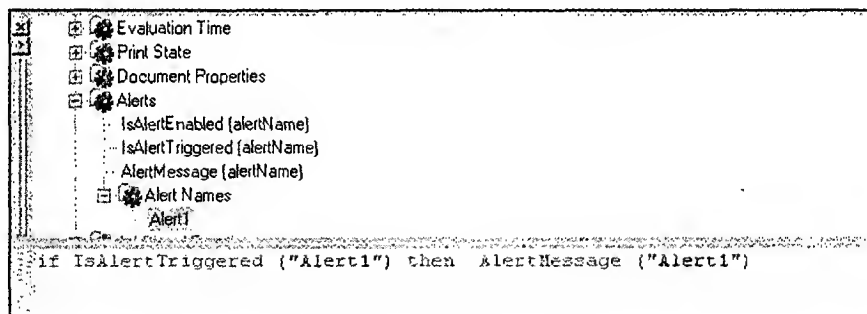 Evaluation Time
Print State
Document Properties
Alerts
IsAlertEnabled (alertName)
IsAlertTriggered (alertName)
AlertMessage (alertName)
Alert Names
Alert1
if IsAlertTriggered ("Alert1") then AlertMessage ("Alert1")